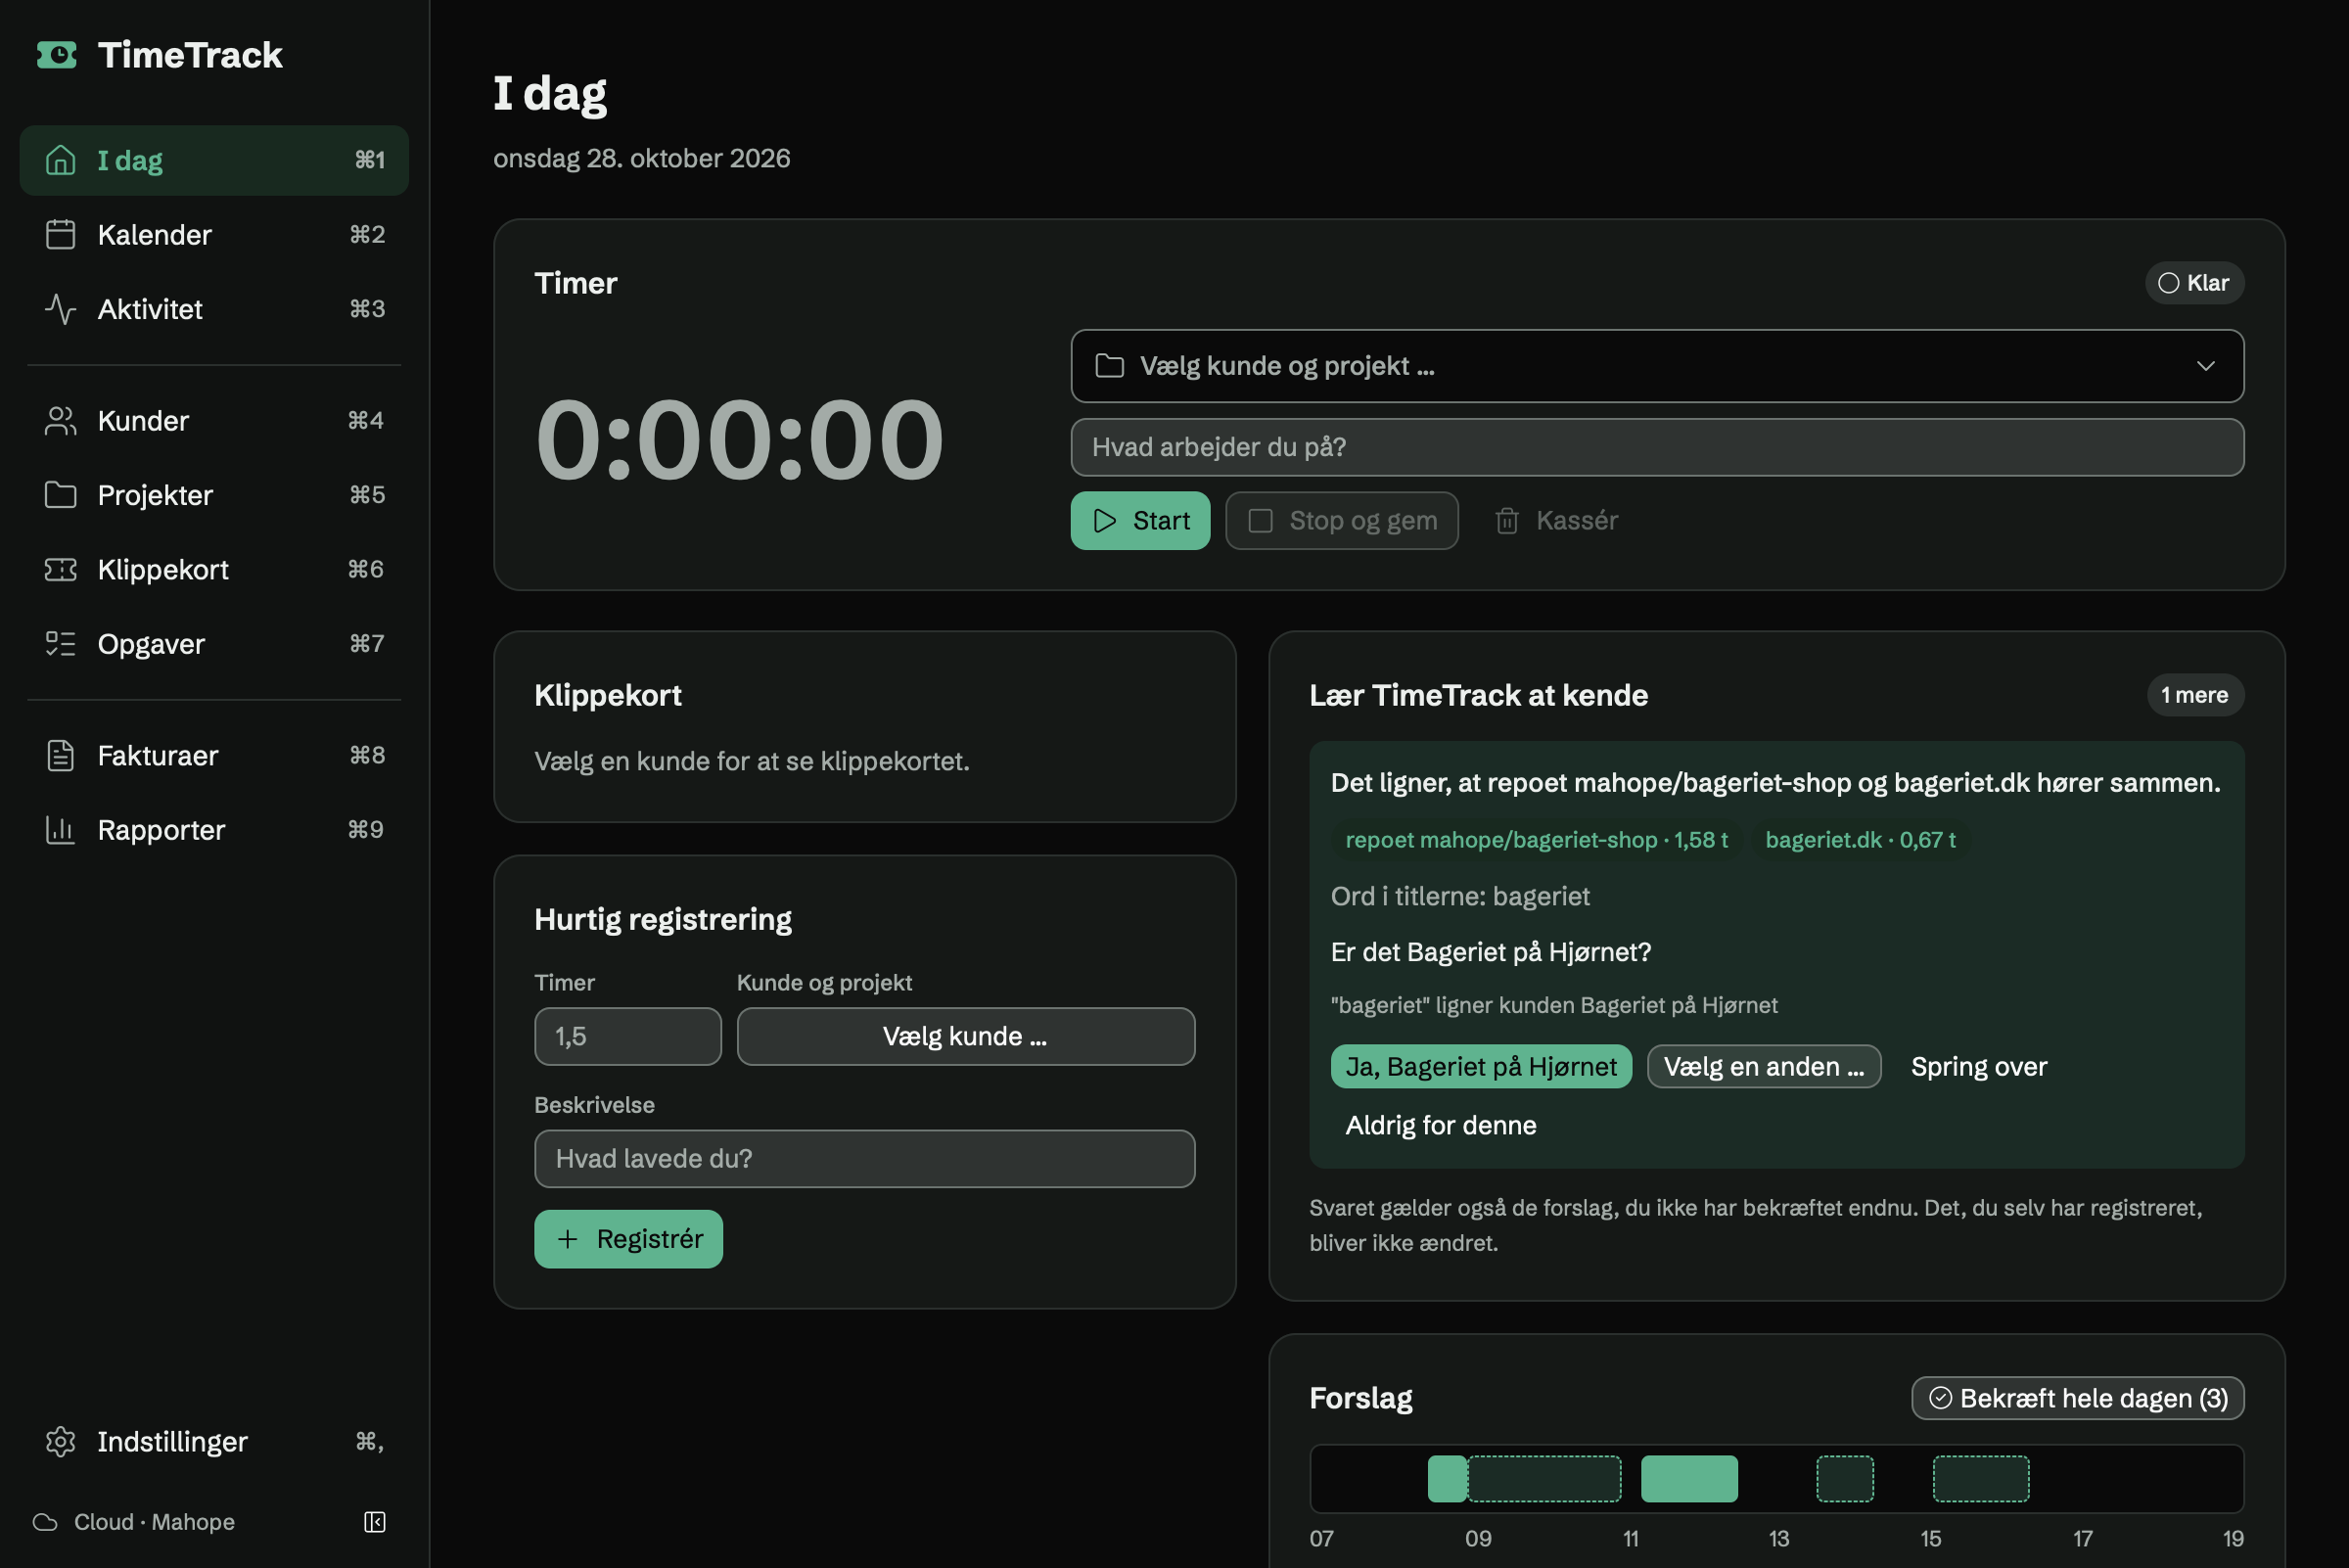 TimeTrack
I dag ⌘1
Kalender ⌘2
Aktivitet ⌘3
Kunder ⌘4
Projekter ⌘5
Klippekort ⌘6
Opgaver ⌘7
Fakturaer ⌘8
Rapporter ⌘9
Indstillinger ⌘,
Cloud · Mahope
I dag
onsdag 28. oktober 2026
Timer
Klar
0:00:00
Vælg kunde og projekt ...
Hvad arbejder du på?
Start
Stop og gem
Kassér
Klippekort
Vælg en kunde for at se klippekortet.
Hurtig registrering
Timer
Kunde og projekt
1,5
Vælg kunde ...
Beskrivelse
Hvad lavede du?
Registrér
Lær TimeTrack at kende
1 mere
Det ligner, at repoet mahope/bageriet-shop og bageriet.dk hører sammen.
repoet mahope/bageriet-shop · 1,58 t
bageriet.dk · 0,67 t
Ord i titlerne: bageriet
Er det Bageriet på Hjørnet?
"bageriet" ligner kunden Bageriet på Hjørnet
Ja, Bageriet på Hjørnet
Vælg en anden ...
Spring over
Aldrig for denne
Svaret gælder også de forslag, du ikke har bekræftet endnu. Det, du selv har registreret,
bliver ikke ændret.
Forslag
Bekræft hele dagen (3)
07 09 11 13 15 17 19